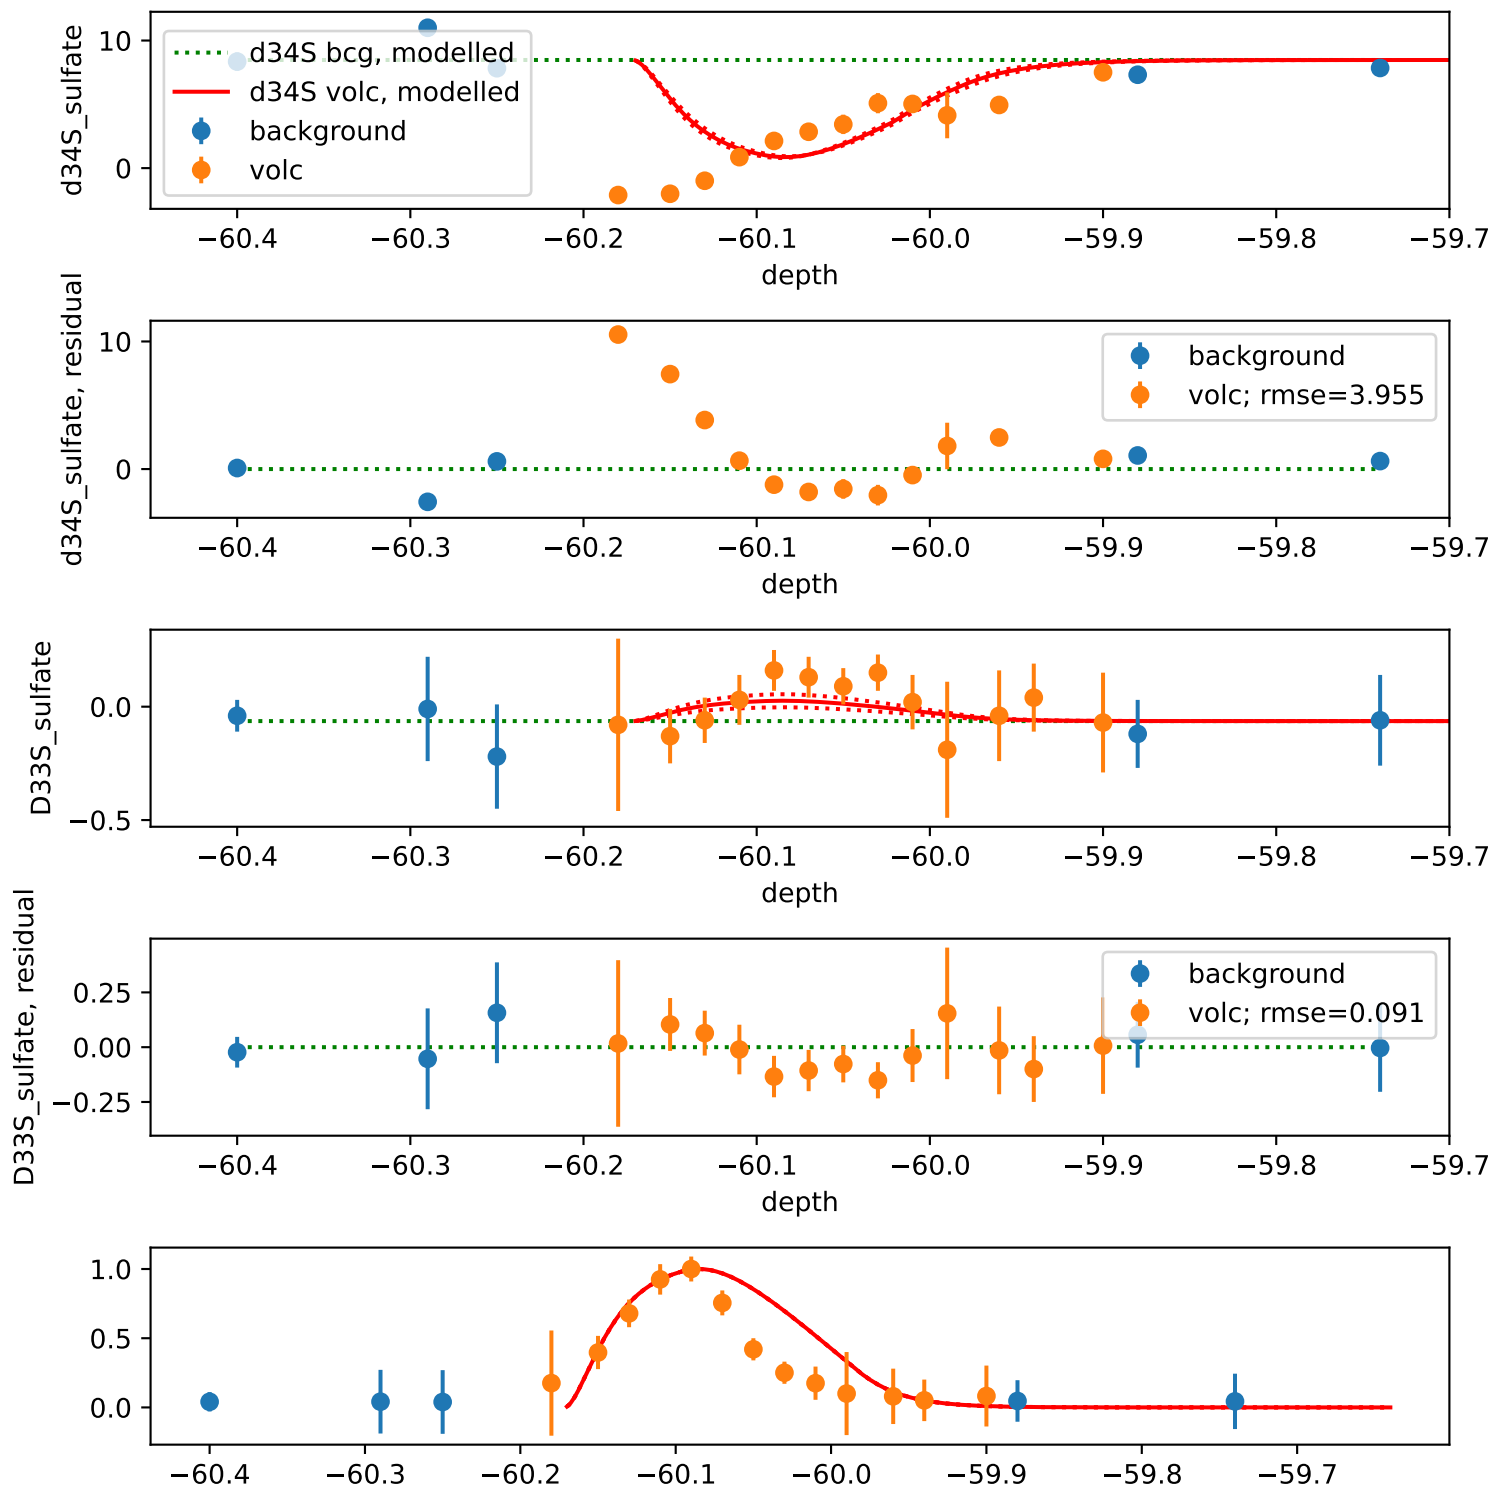 d34S_sulfate
10
0
d34S bcg, modelled
d34S volc, modelled
background
volc
−60.4 −60.3 −60.2 −60.1 −60.0 −59.9 −59.8 −59.7
depth
d34S_sulfate, residual
10
0
background
volc; rmse=3.955
−60.4 −60.3 −60.2 −60.1 −60.0 −59.9 −59.8 −59.7
depth
D33S_sulfate
0.0
−0.5
−60.4 −60.3 −60.2 −60.1 −60.0 −59.9 −59.8 −59.7
depth
D33S_sulfate, residual
0.25
0.00
−0.25
background
volc; rmse=0.091
−60.4 −60.3 −60.2 −60.1 −60.0 −59.9 −59.8 −59.7
depth
1.0
0.5
0.0
−60.4 −60.3 −60.2 −60.1 −60.0 −59.9 −59.8 −59.7